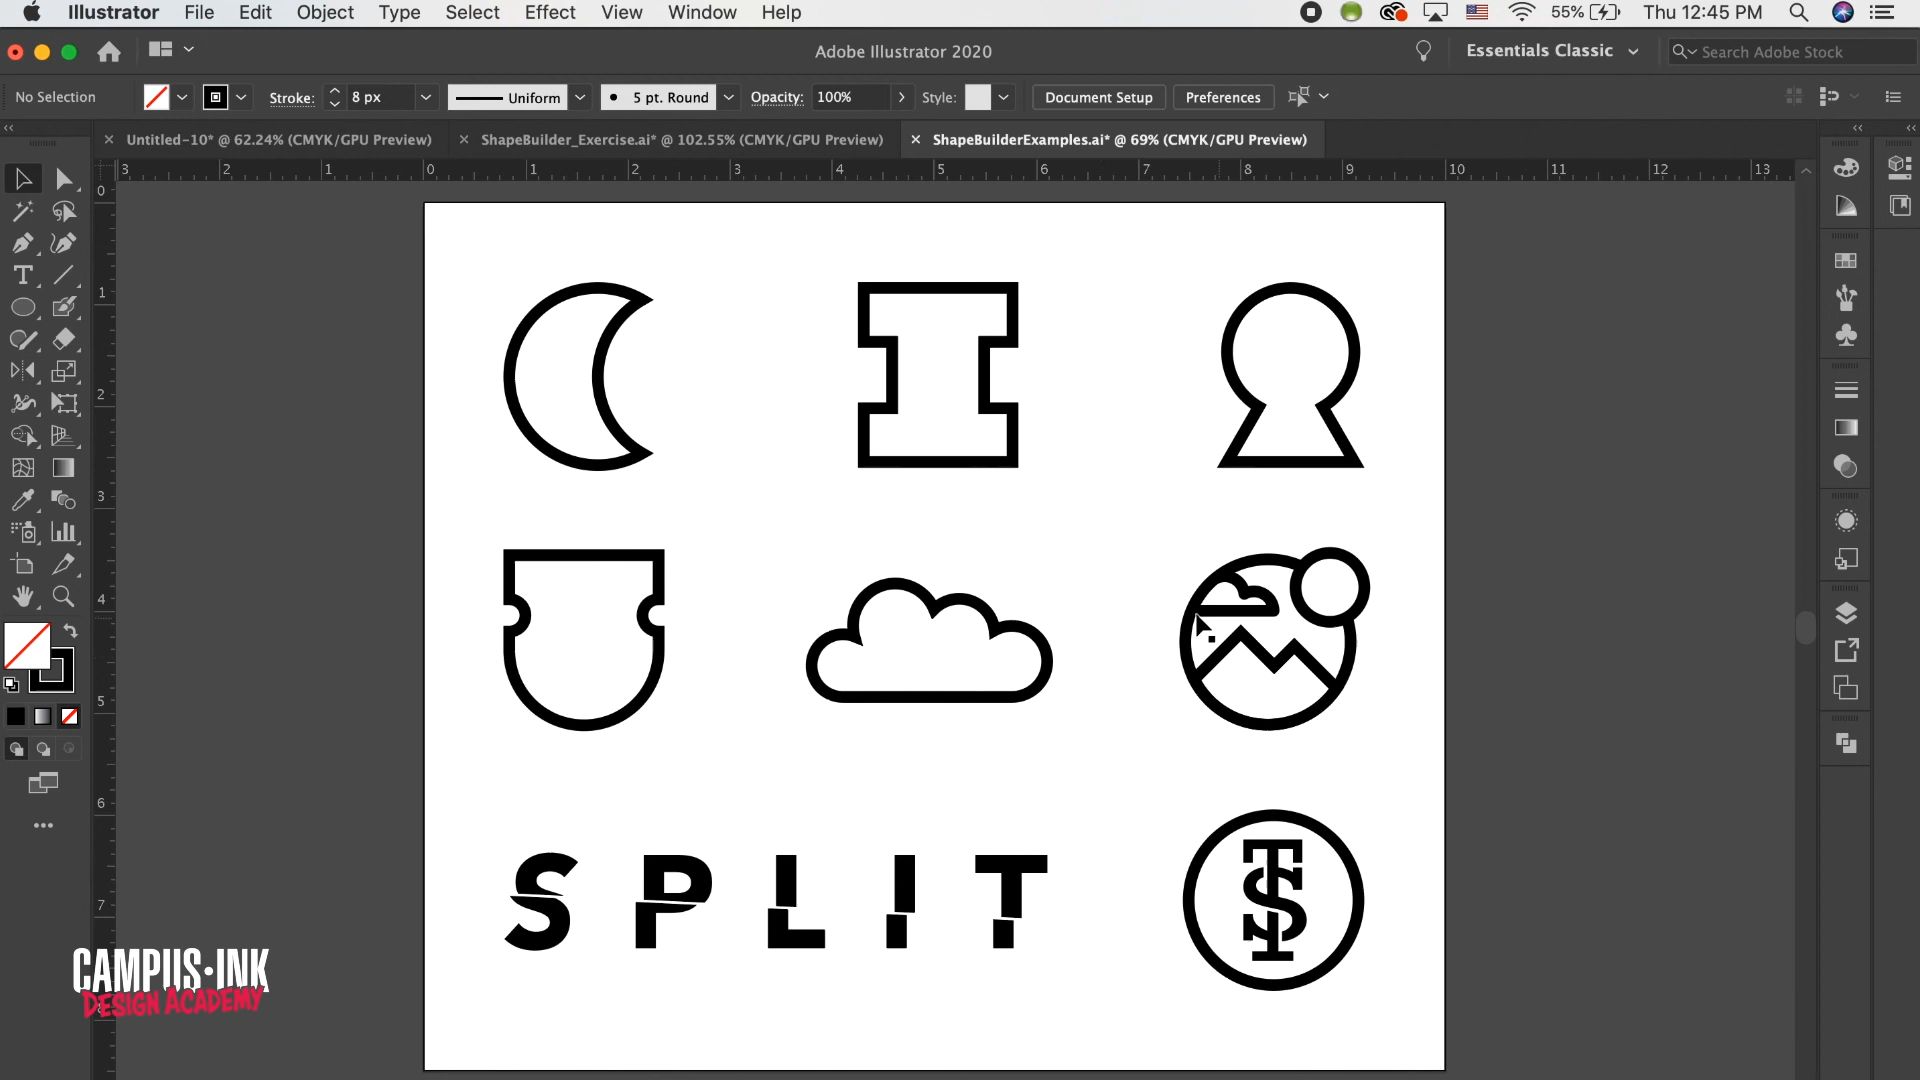 Illustrator File Edit Object Type Select Effect View Window Help 55% Thu 12:45 PM
Adobe Illustrator 2020 Essentials Classic Search Adobe Stock
No Selection Stroke: 8 px Uniform 5 pt. Round Opacity: 100% Style: Document Setup Preferences
Untitled-10* @ 62.24% (CMYK/GPU Preview) ShapeBuilder_Exercise.ai* @ 102.55% (CMYK/GPU Preview) ShapeBuilderExamples.ai* @ 69% (CMYK/GPU Preview)
3 2 1 0 1 2 3 4 5 6 7 8 9 10 11 12 13
0
1
2
3
4
5
6
7
SPLIT
TS
CAMPUS·INK
DESIGN ACADEMY